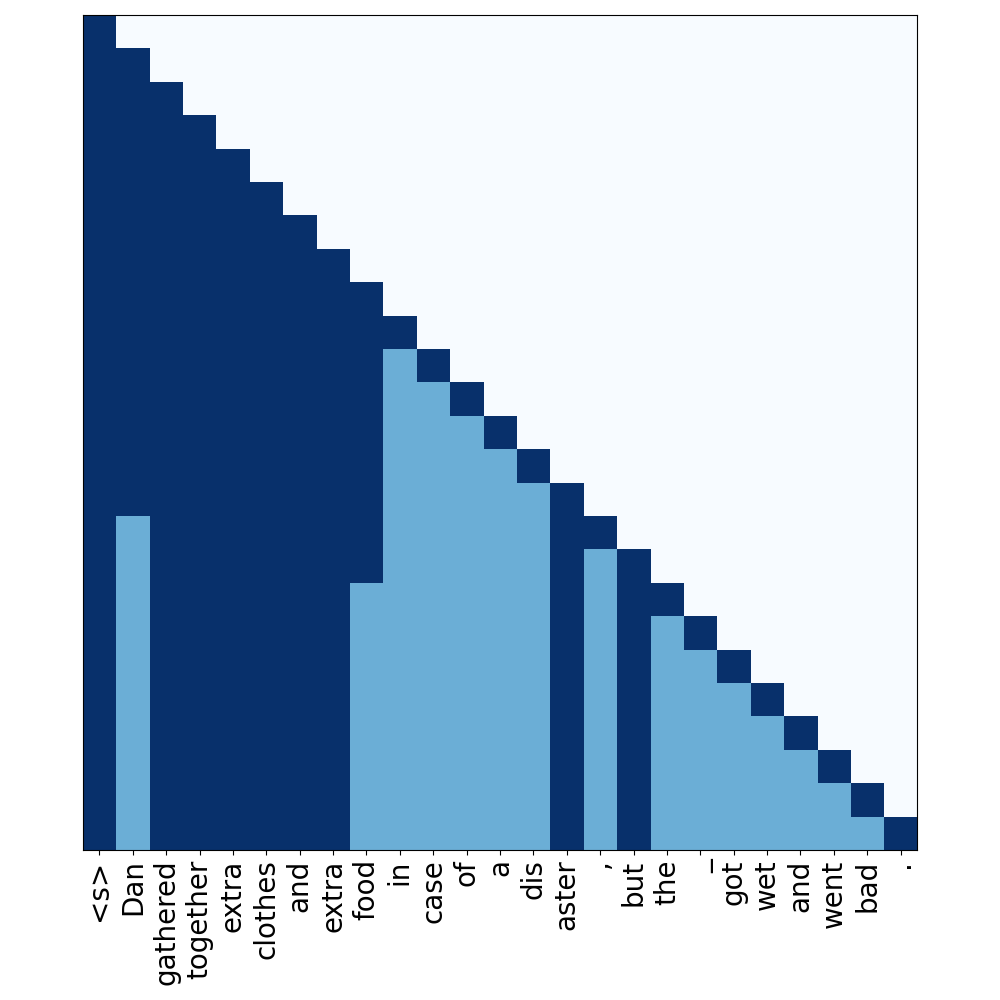 <s>
Dan
gathered
together
extra
clothes
and
extra
food
in
case
of
a
dis
aster
,
but
the
_
got
wet
and
went
bad
.